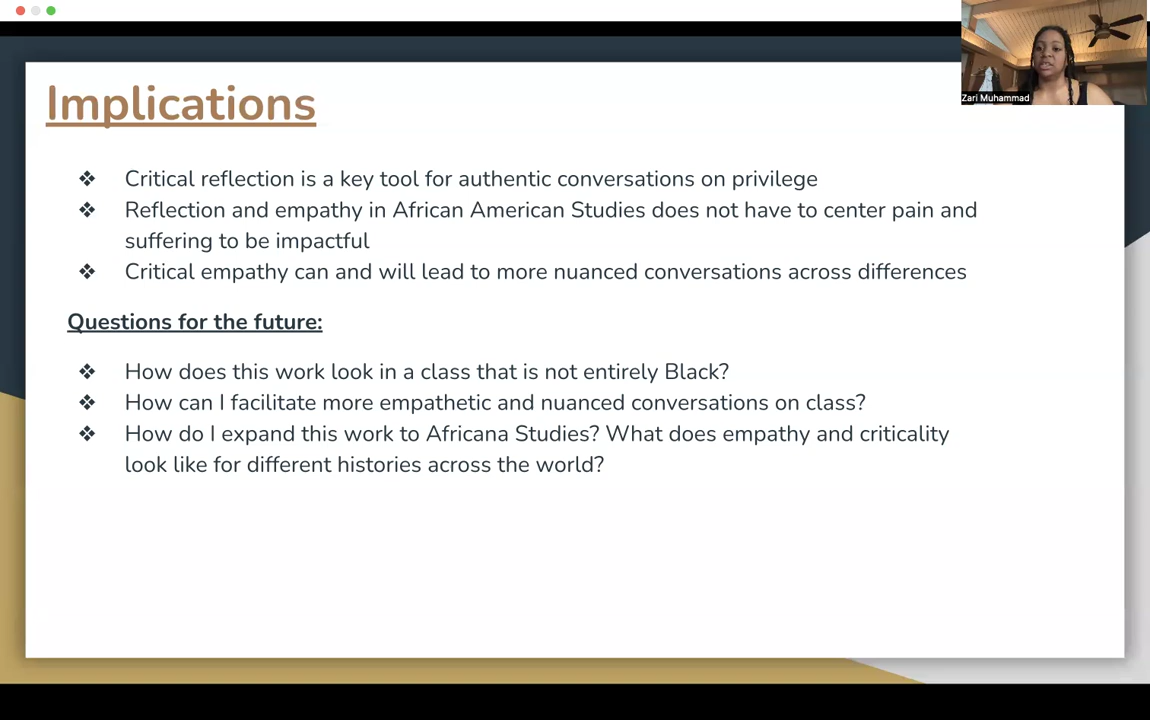 Implications
Zari Muhammad
❖ Critical reflection is a key tool for authentic conversations on privilege
❖ Reflection and empathy in African American Studies does not have to center pain and
suffering to be impactful
❖ Critical empathy can and will lead to more nuanced conversations across differences
Questions for the future:
❖ How does this work look in a class that is not entirely Black?
❖ How can I facilitate more empathetic and nuanced conversations on class?
❖ How do I expand this work to Africana Studies? What does empathy and criticality
look like for different histories across the world?